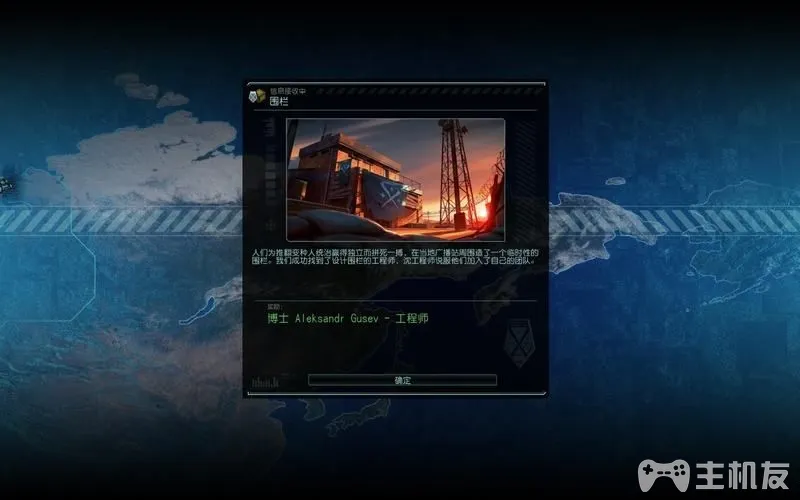 信息接收中
围栏
人们为推翻变种人统治赢得独立而拼死一搏，在当地广播站周围造了一个临时性的
围栏。我们成功找到了设计围栏的工程师，沈工程师说服他们加入了自己的团队。
奖励:
博士 Aleksandr Gusev - 工程师
确定
主机友